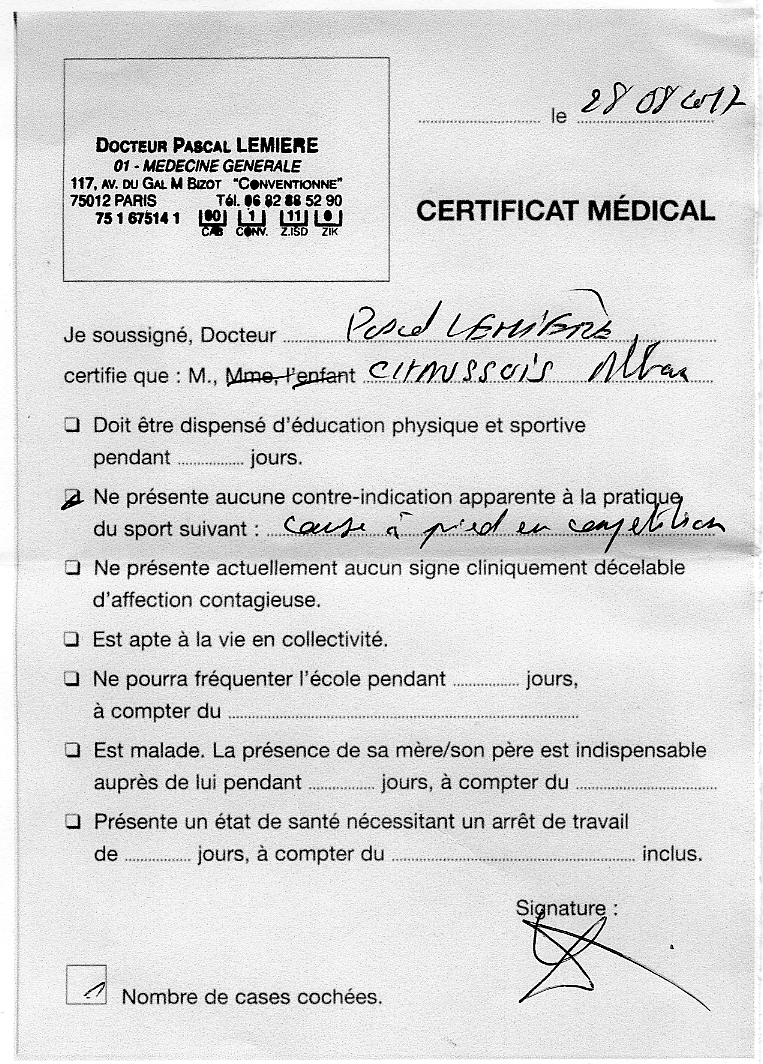 le 28 08 2017
DOCTEUR PASCAL LEMIERE
01 - MEDECINE GENERALE
117, AV. DU GAL M BIZOT "CONVENTIONNE"
75012 PARIS Tél. 06 82 88 52 90
75 1 67514 1 00 1 11 0
CAB CONV. Z.ISD ZIK
CERTIFICAT MÉDICAL
Je soussigné, Docteur Pascal LEMIÈRE
certifie que : M., Mme, l'enfant CHAUSSOIS Alban
❏ Doit être dispensé d'éducation physique et sportive
pendant ............... jours.
❏ Ne présente aucune contre-indication apparente à la pratique
du sport suivant : course à pied en compétition
❏ Ne présente actuellement aucun signe cliniquement décelable
d'affection contagieuse.
❏ Est apte à la vie en collectivité.
❏ Ne pourra fréquenter l'école pendant ............... jours,
à compter du ...............
❏ Est malade. La présence de sa mère/son père est indispensable
auprès de lui pendant ............... jours, à compter du ...............
❏ Présente un état de santé nécessitant un arrêt de travail
de ............... jours, à compter du ............... inclus.
Signature :
1 Nombre de cases cochées.